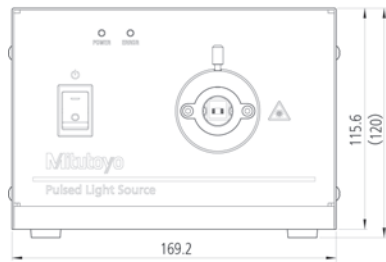 POWER ERROR
Mitutoyo
Pulsed Light Source
115.6
(120)
169.2